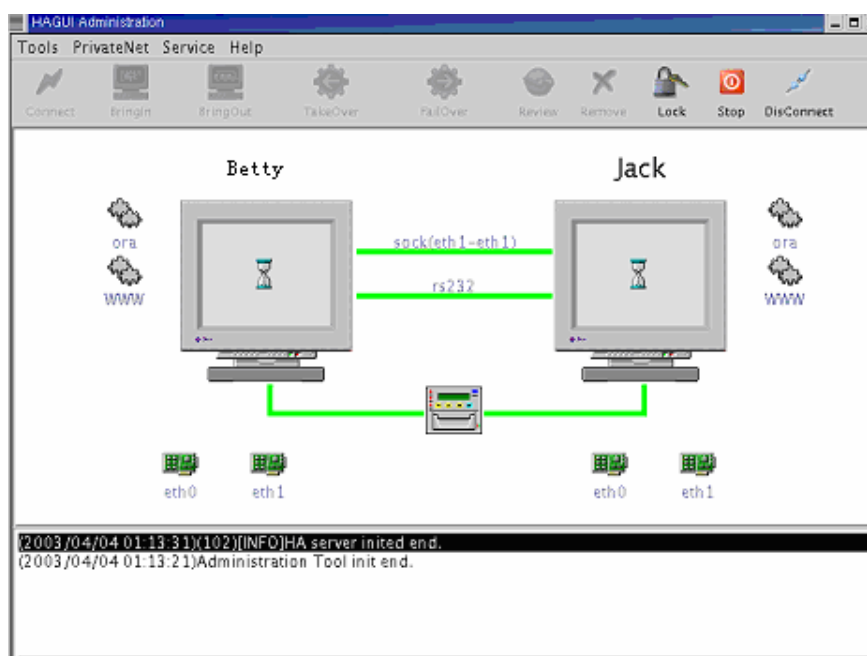 HAGUI Administration
Tools PrivateNet Service Help
Connect BringIn BringOut TakeOver FailOver Review Remove Lock Stop DisConnect
Betty Jack
ora sock(eth1-eth1) ora
WWW rs232 WWW
eth0 eth1 eth0 eth1
(2003/04/04 01:13:31)(102)[INFO]HA server inited end.
(2003/04/04 01:13:21)Administration Tool init end.